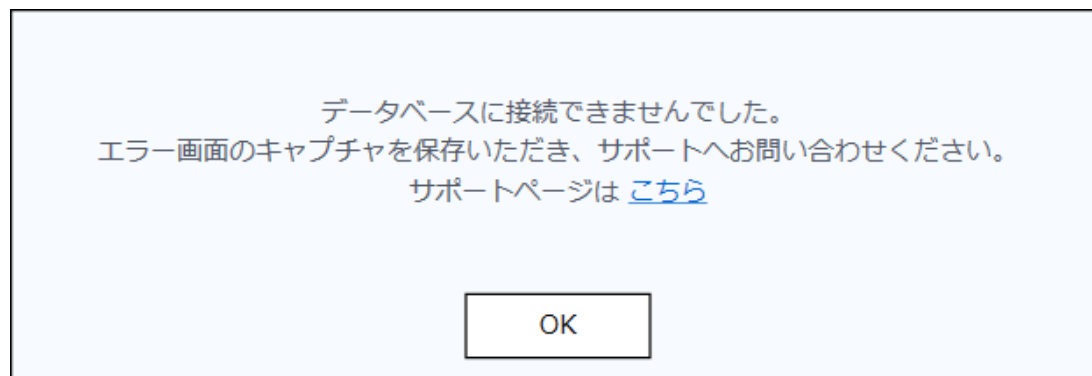 データベースに接続できませんでした。
エラー画面のキャプチャを保存いただき、サポートへお問い合わせください。
サポートページは こちら
OK